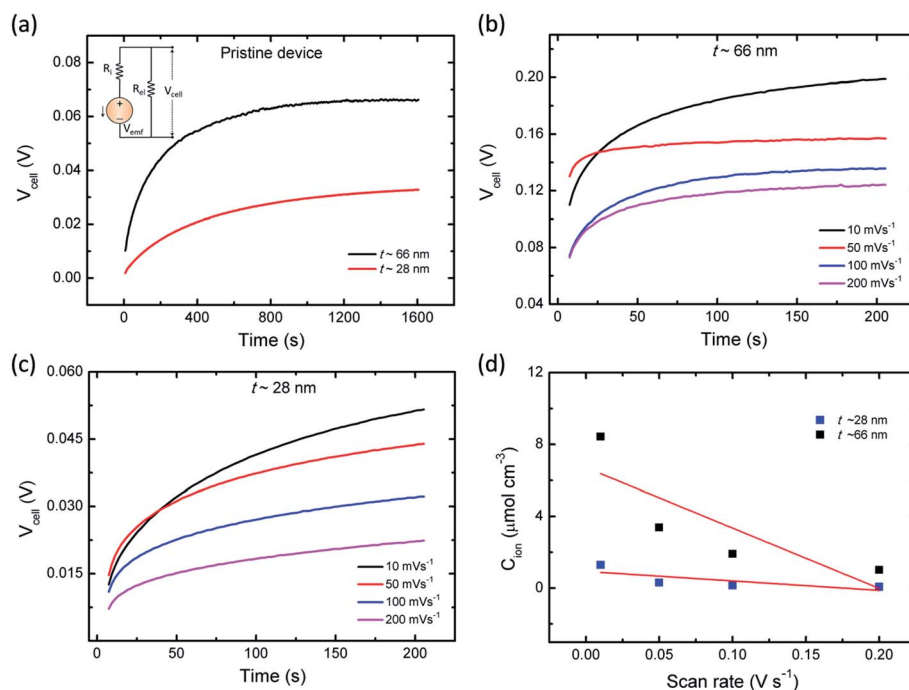 (a)
Pristine device
R_i
R_el
V_cell
+
−
V_emf
V_cell (V)
0.08
0.06
0.04
0.02
0.00
t ~ 66 nm
t ~ 28 nm
0 400 800 1200 1600
Time (s)
(b)
t ~ 66 nm
V_cell (V)
0.20
0.16
0.12
0.08
0.04
10 mVs⁻¹
50 mVs⁻¹
100 mVs⁻¹
200 mVs⁻¹
0 50 100 150 200
Time (s)
(c)
t ~ 28 nm
V_cell (V)
0.060
0.045
0.030
0.015
10 mVs⁻¹
50 mVs⁻¹
100 mVs⁻¹
200 mVs⁻¹
0 50 100 150 200
Time (s)
(d)
t ~28 nm
t ~66 nm
C_ion (μmol cm⁻³)
12
8
4
0
0.00 0.05 0.10 0.15 0.20
Scan rate (V s⁻¹)